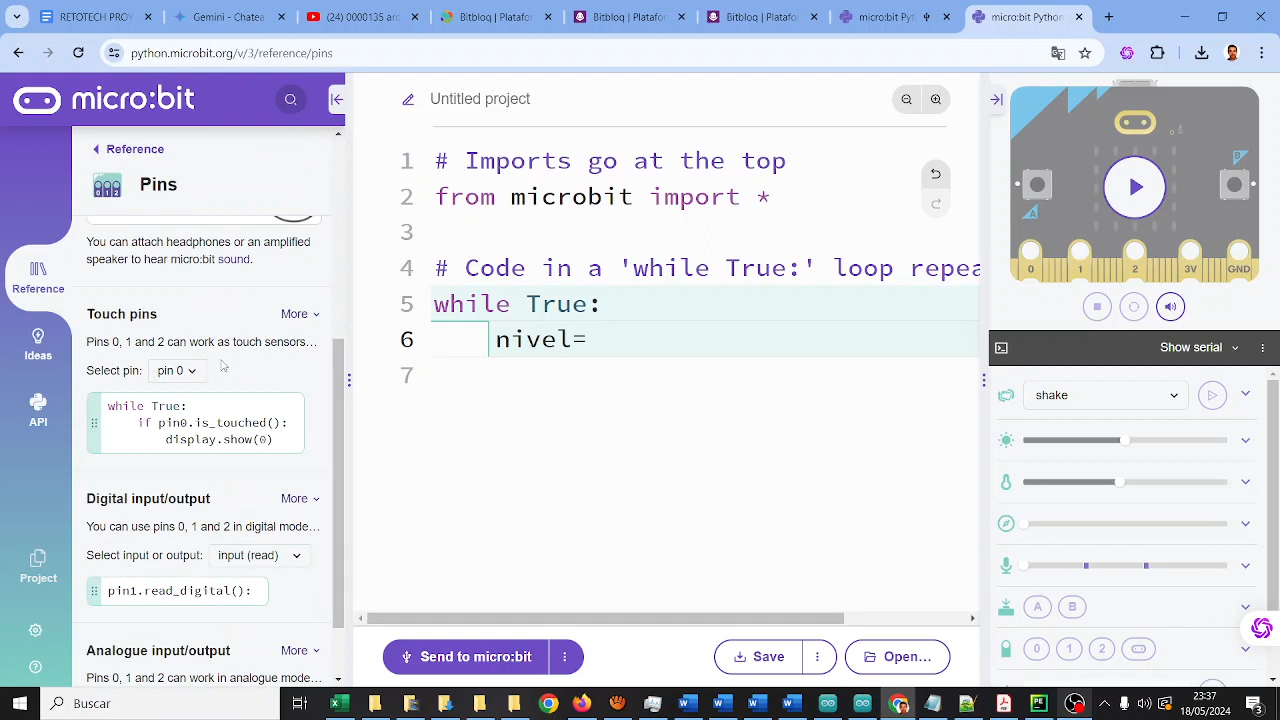 RETOTECH PROY
Gemini - Chatea
(24) 0000135 ar
Bitbloq | Platafor
Bitbloq | Platafor
Bitbloq | Platafor
micro:bit Pyt
micro:bit Python
python.microbit.org/v/3/reference/pins
micro:bit
Untitled project
Reference
Pins
You can attach headphones or an amplified
speaker to hear micro:bit sound.
Touch pins
More
Pins 0, 1 and 2 can work as touch sensors...
Select pin:
pin 0
while True:
if pin0.is_touched():
display.show(0)
Digital input/output
More
You can use pins 0, 1 and 2 in digital mode...
Select input or output:
input (read)
pin1.read_digital():
Analogue input/output
More
Pins 0, 1 and 2 can work in analogue mode...
Reference
Ideas
API
Project
1 # Imports go at the top
2 from microbit import *
3
4 # Code in a 'while True:' loop repea
5 while True:
6 nivel=
7
Send to micro:bit
Save
Open...
A
B
0 1 2 3V GND
Show serial
shake
A B
0 1 2
Buscar
23:37
18/05/2024
3